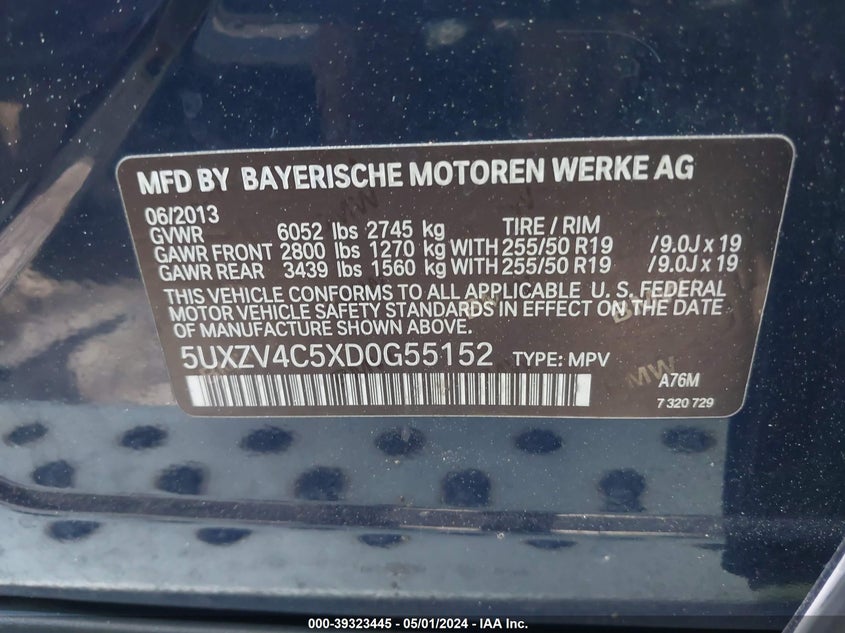 MFD BY BAYERISCHE MOTOREN WERKE AG
06/2013
GVWR 6052 lbs 2745 kg TIRE / RIM
GAWR FRONT 2800 lbs 1270 kg WITH 255/50 R19 /9.0J x 19
GAWR REAR 3439 lbs 1560 kg WITH 255/50 R19 /9.0J x 19
THIS VEHICLE CONFORMS TO ALL APPLICABLE U. S. FEDERAL
MOTOR VEHICLE SAFETY STANDARDS IN EFFECT ON THE DATE
OF MANUFACTURE SHOWN ABOVE.
5UXZV4C5XD0G55152 TYPE: MPV
A76M
7 320 729
000-39323445 - 05/01/2024 - IAA Inc.